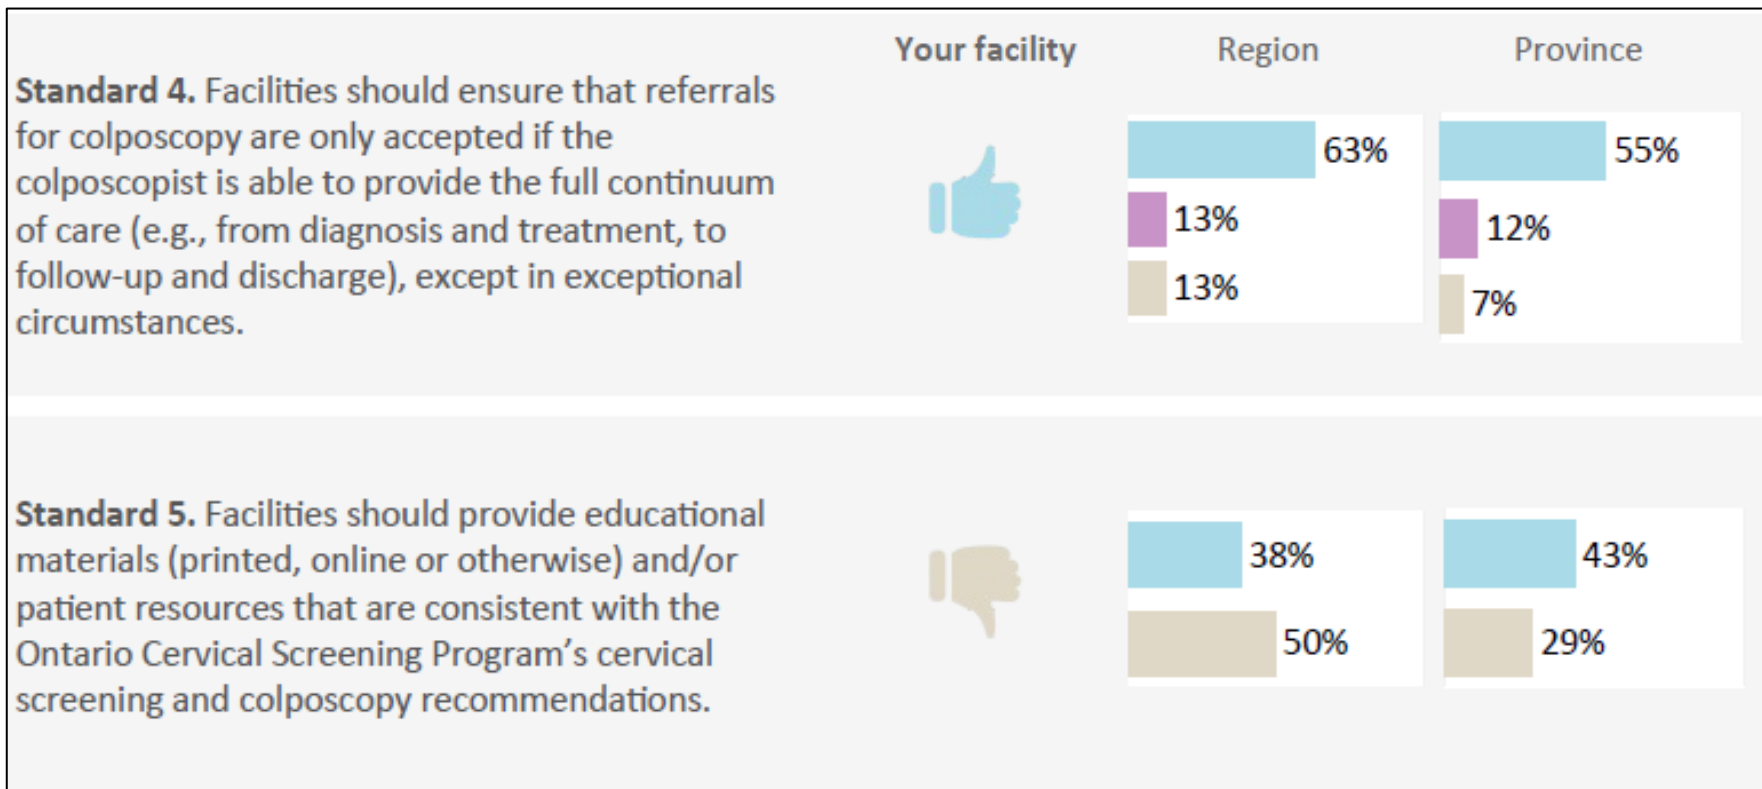 Your facility Region Province
Standard 4. Facilities should ensure that referrals
for colposcopy are only accepted if the
colposcopist is able to provide the full continuum
of care (e.g., from diagnosis and treatment, to
follow-up and discharge), except in exceptional
circumstances.
63%
13%
13%
55%
12%
7%
Standard 5. Facilities should provide educational
materials (printed, online or otherwise) and/or
patient resources that are consistent with the
Ontario Cervical Screening Program’s cervical
screening and colposcopy recommendations.
38%
50%
43%
29%